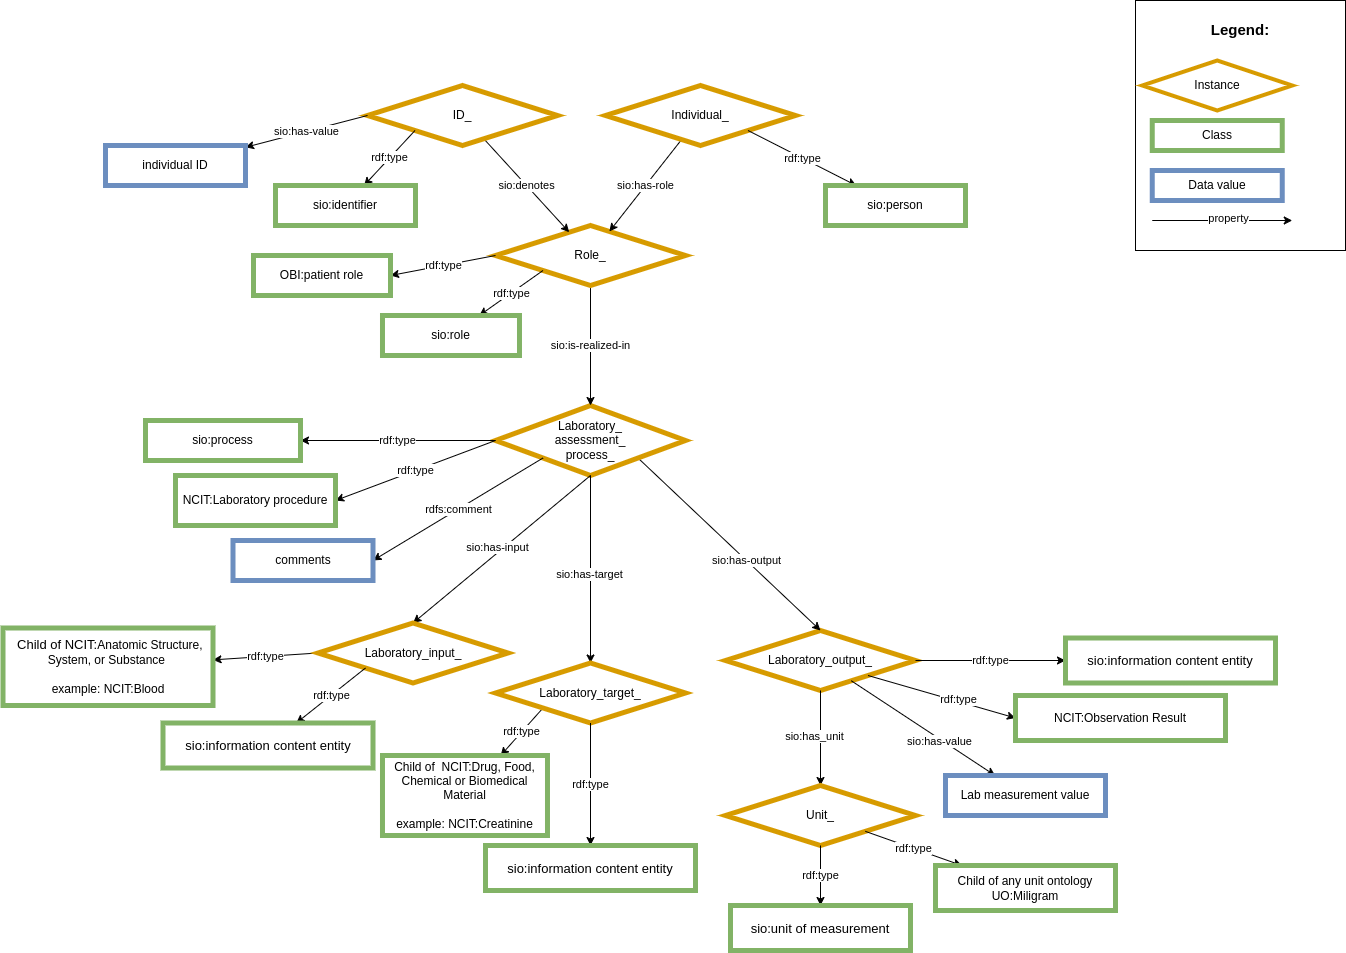 Legend:
Instance
Class
Data value
property
ID_
Individual_
sio:has-value
rdf:type
rdf:type
individual ID
sio:identifier
sio:denotes
sio:has-role
sio:person
Role_
rdf:type
OBI:patient role
rdf:type
sio:role
sio:is-realized-in
Laboratory_
assessment_
process_
rdf:type
sio:process
rdf:type
NCIT:Laboratory procedure
rdfs:comment
comments
sio:has-input
sio:has-target
sio:has-output
Child of NCIT:Anatomic Structure,
System, or Substance
example: NCIT:Blood
rdf:type
Laboratory_input_
rdf:type
sio:information content entity
Laboratory_target_
rdf:type
Child of  NCIT:Drug, Food,
Chemical or Biomedical
Material
example: NCIT:Creatinine
rdf:type
sio:information content entity
Laboratory_output_
rdf:type
sio:information content entity
rdf:type
NCIT:Observation Result
sio:has_unit
sio:has-value
Lab measurement value
Unit_
rdf:type
Child of any unit ontology
UO:Miligram
rdf:type
sio:unit of measurement